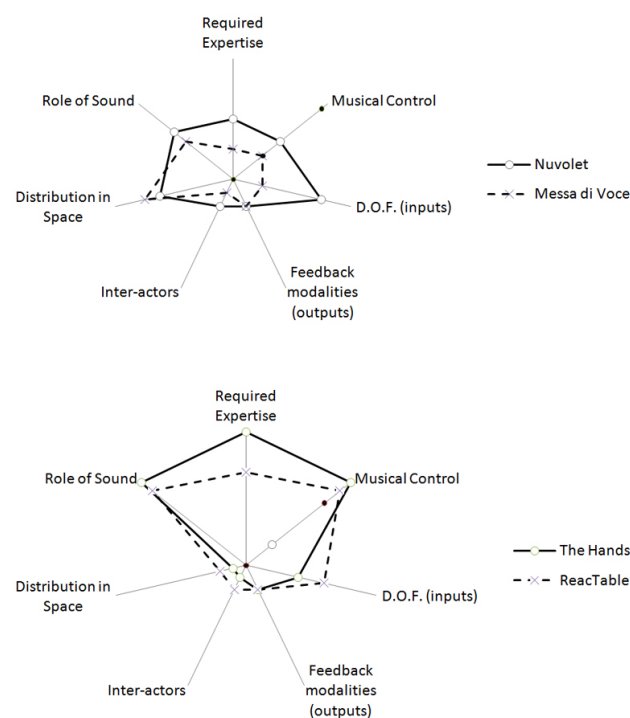 Required
Expertise
Role of Sound
Musical Control
Nuvolet
Messa di Voce
Distribution in
Space
D.O.F. (inputs)
Inter-actors
Feedback
modalities
(outputs)
Required
Expertise
Role of Sound
Musical Control
The Hands
ReacTable
Distribution in
Space
D.O.F. (inputs)
Inter-actors
Feedback
modalities
(outputs)